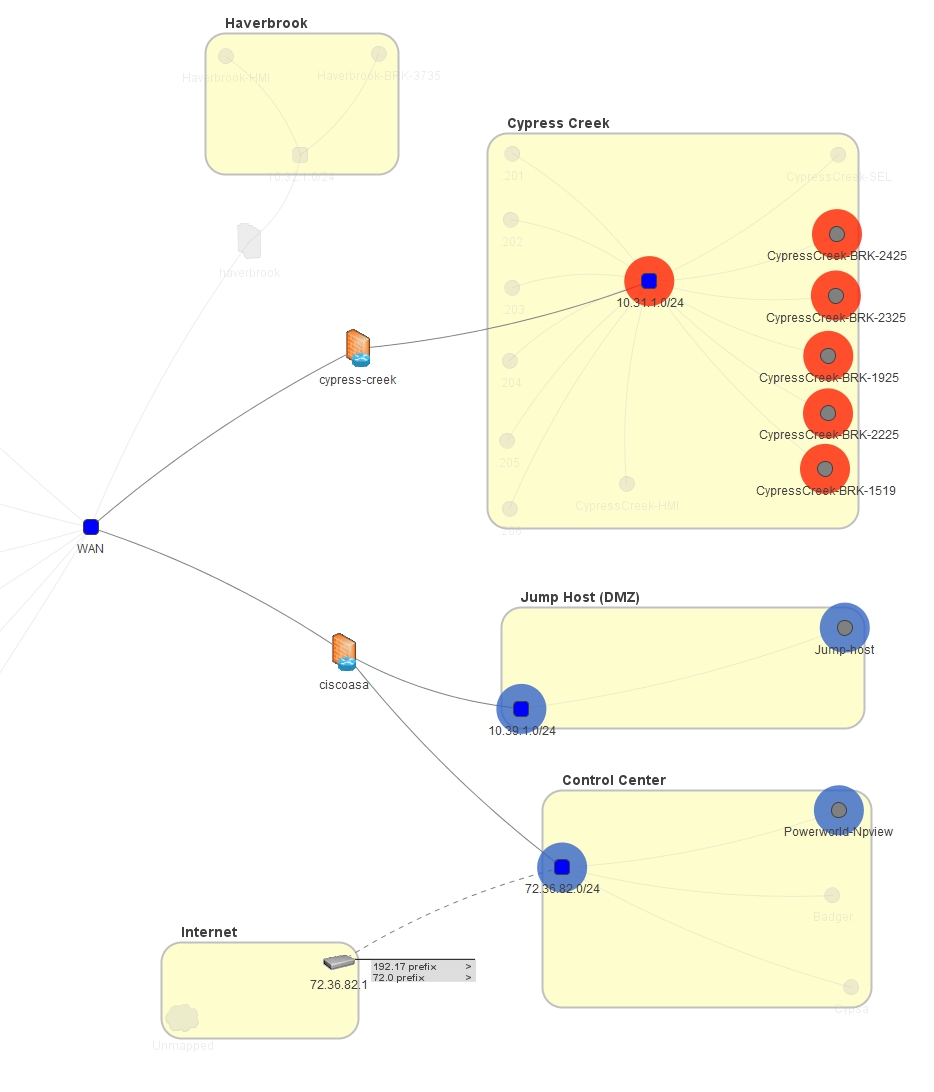 Haverbrook
Haverbrook-HMI
Haverbrook-BRK-3735
10.32.1.0/24
haverbrook
Cypress Creek
201
CypressCreek-SEL
202
CypressCreek-BRK-2425
203
10.31.1.0/24
CypressCreek-BRK-2325
cypress-creek
204
CypressCreek-BRK-1925
205
CypressCreek-BRK-2225
CypressCreek-HMI
CypressCreek-BRK-1519
206
WAN
Jump Host (DMZ)
Jump-host
ciscoasa
10.39.1.0/24
Control Center
Powerworld-Npview
72.36.82.0/24
Badger
Cypsa
Internet
192.17 prefix >
72.0 prefix >
72.36.82.1
Unmapped